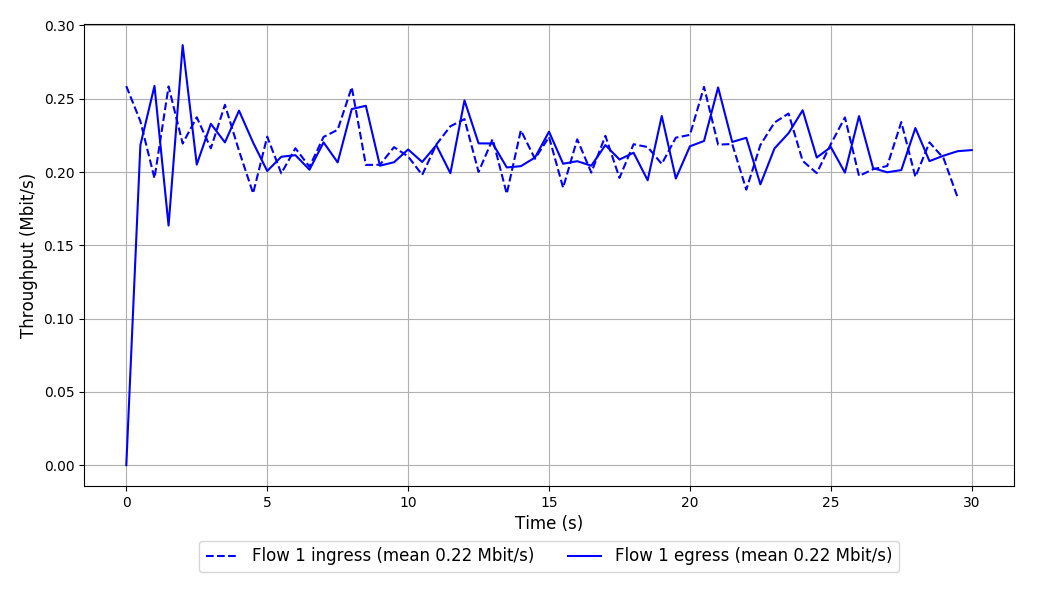 0.30
0.25
0.20
0.15
0.10
0.05
0.00
Throughput (Mbit/s)
0 5 10 15 20 25 30
Time (s)
Flow 1 ingress (mean 0.22 Mbit/s) Flow 1 egress (mean 0.22 Mbit/s)